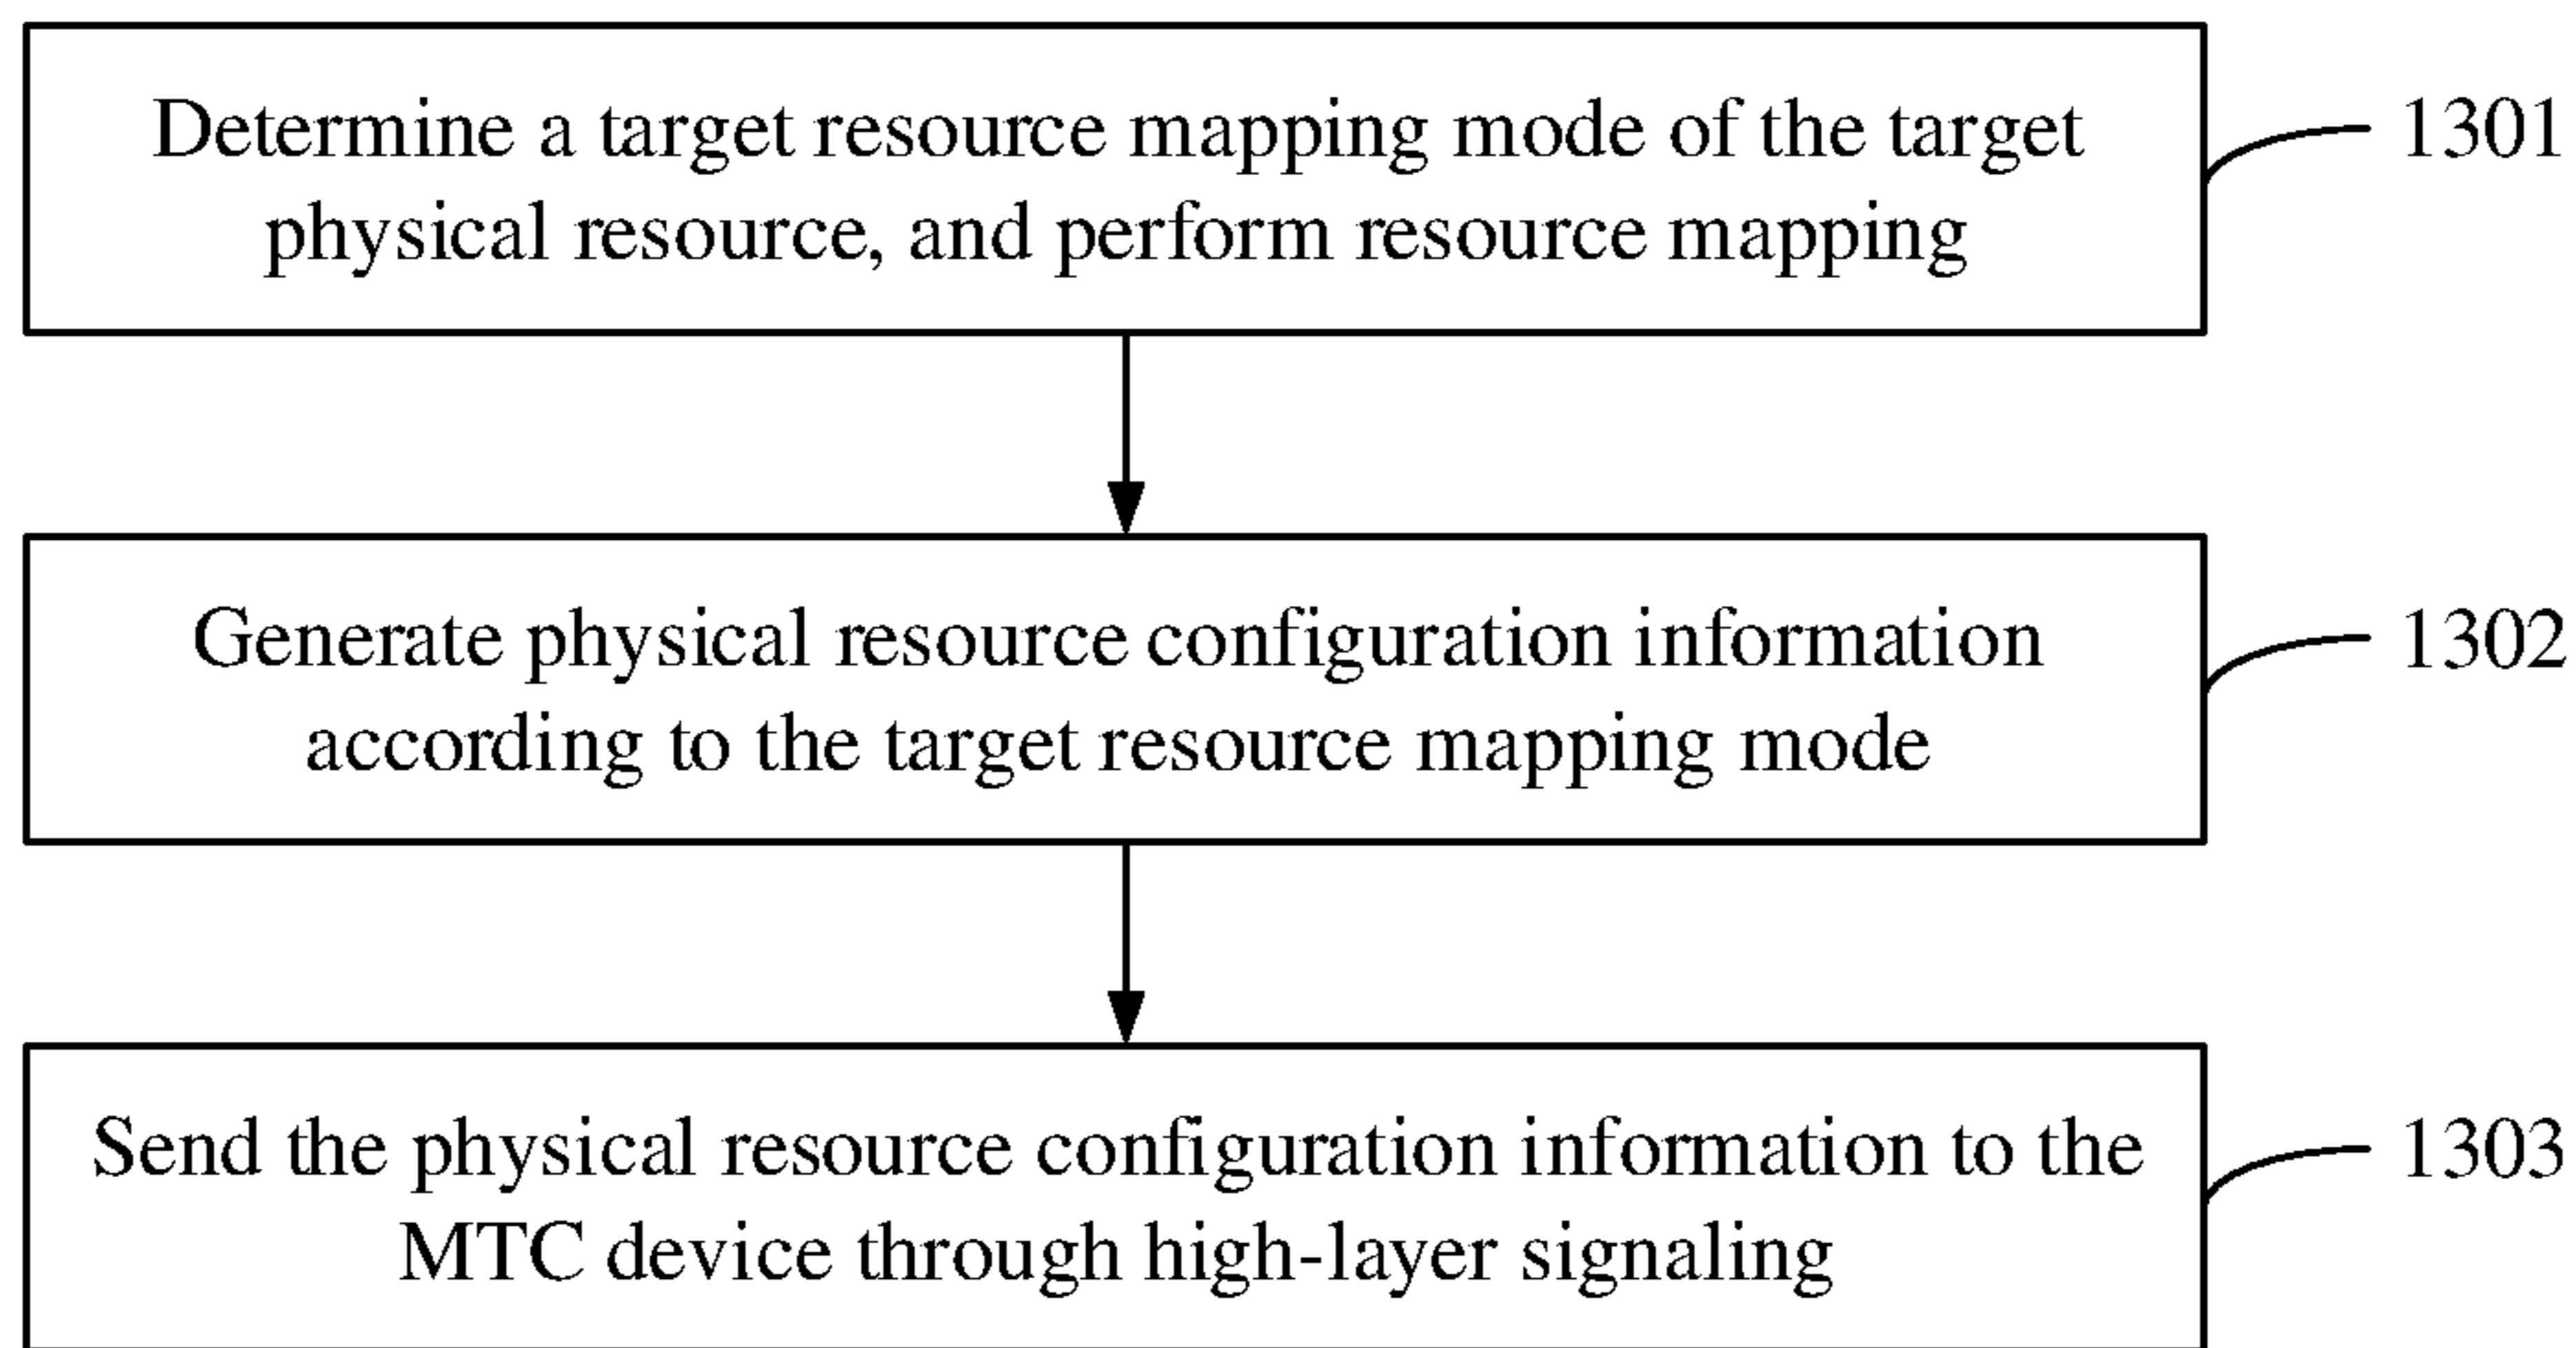 Determine a target resource mapping mode of the target
physical resource, and perform resource mapping
1301
Generate physical resource configuration information
according to the target resource mapping mode
1302
Send the physical resource configuration information to the
MTC device through high-layer signaling
1303